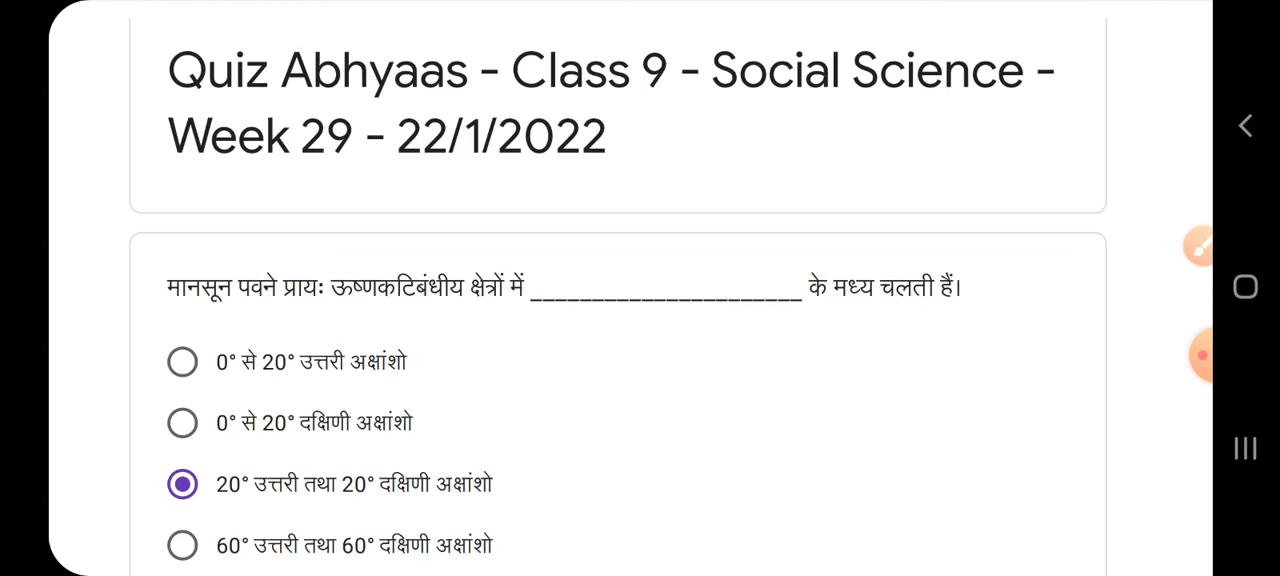 Quiz Abhyaas - Class 9 - Social Science -
Week 29 - 22/1/2022
मानसून पवने प्रायः ऊष्णकटिबंधीय क्षेत्रों में ______________________ के मध्य चलती हैं।
0° से 20° उत्तरी अक्षांशो
0° से 20° दक्षिणी अक्षांशो
20° उत्तरी तथा 20° दक्षिणी अक्षांशो
60° उत्तरी तथा 60° दक्षिणी अक्षांशो